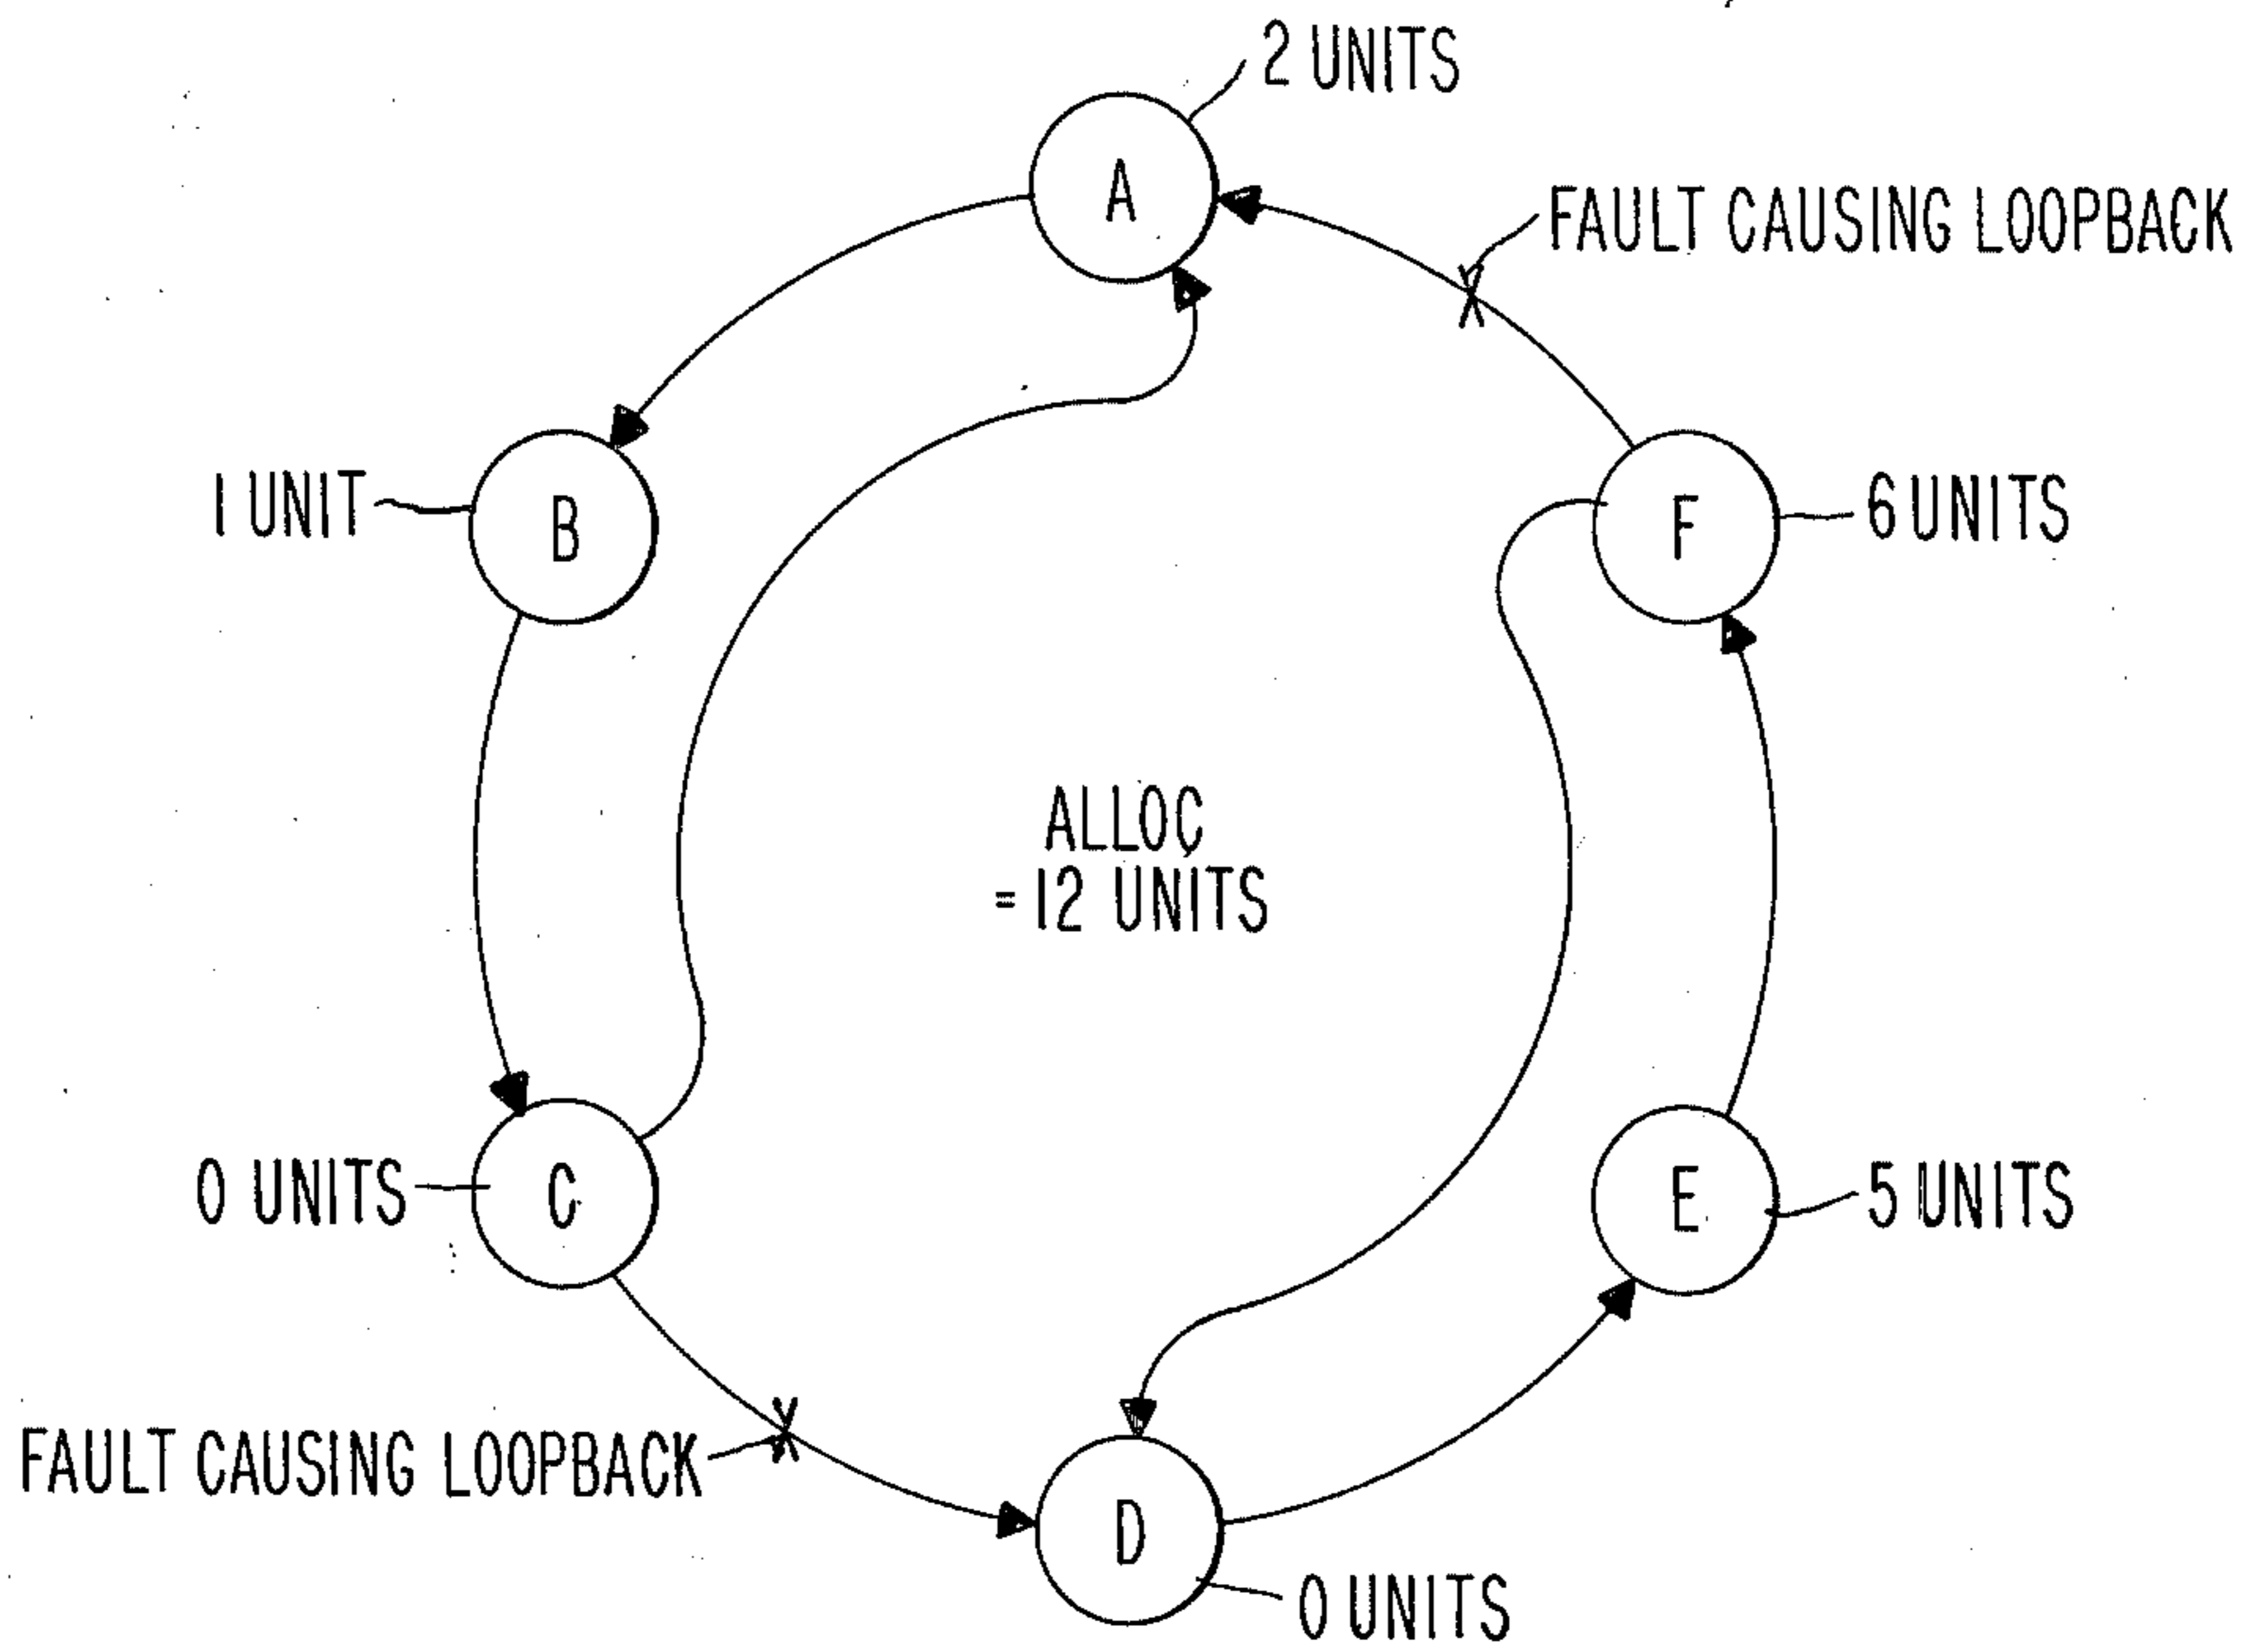 2 UNITS
A
FAULT CAUSING LOOPBACK
1 UNIT
B
F
6 UNITS
ALLOC
= 12 UNITS
0 UNITS
C
E
5 UNITS
FAULT CAUSING LOOPBACK
D
0 UNITS